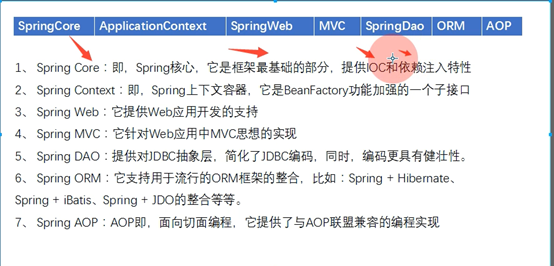 SpringCore ApplicationContext SpringWeb MVC SpringDao ORM AOP
1、 Spring Core：即，Spring核心，它是框架最基础的部分，提供IOC和依赖注入特性
2、 Spring Context：即，Spring上下文容器，它是BeanFactory功能加强的一个子接口
3、 Spring Web：它提供Web应用开发的支持
4、 Spring MVC：它针对Web应用中MVC思想的实现
5、 Spring DAO：提供对JDBC抽象层，简化了JDBC编码，同时，编码更具有健壮性。
6、 Spring ORM：它支持用于流行的ORM框架的整合，比如：Spring + Hibernate、
Spring + iBatis、Spring + JDO的整合等等。
7、 Spring AOP：AOP即，面向切面编程，它提供了与AOP联盟兼容的编程实现